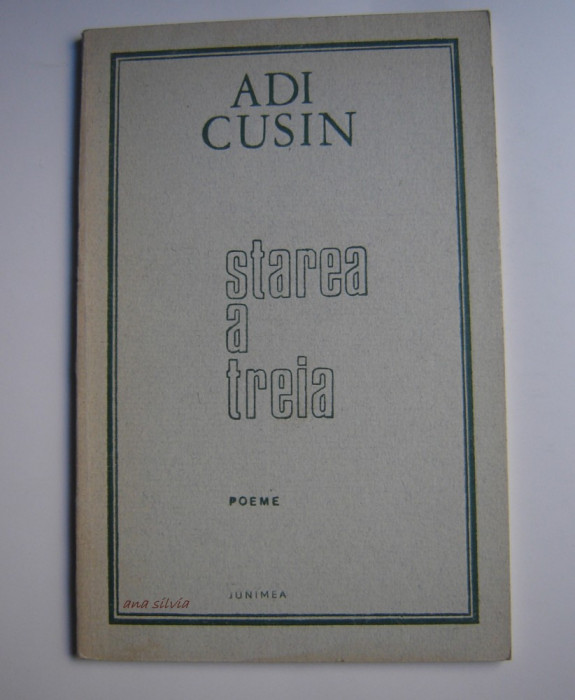 ADI
CUSIN
starea
a
treia
POEME
JUNIMEA
ana silvia